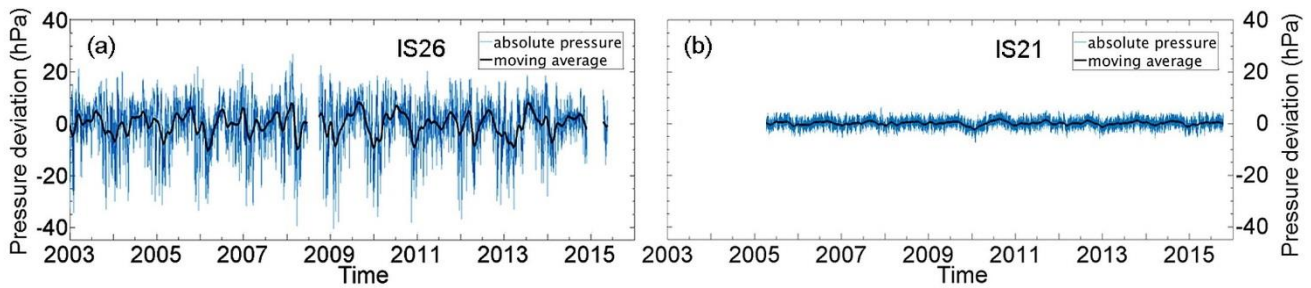 Pressure deviation (hPa)
40
20
0
-20
-40
(a)
IS26
absolute pressure
moving average
2003
2005
2007
2009
2011
2013
2015
Time
(b)
IS21
absolute pressure
moving average
2003
2005
2007
2009
2011
2013
2015
Time
40
20
0
-20
-40
Pressure deviation (hPa)